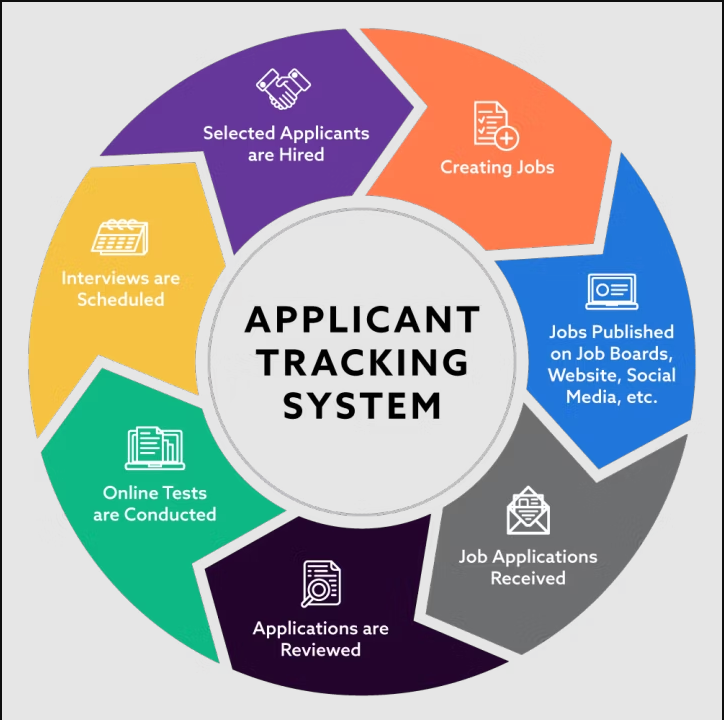 APPLICANT
TRACKING
SYSTEM
Creating Jobs
Jobs Published
on Job Boards,
Website, Social
Media, etc.
Job Applications
Received
Applications are
Reviewed
Online Tests
are Conducted
Interviews are
Scheduled
Selected Applicants
are Hired